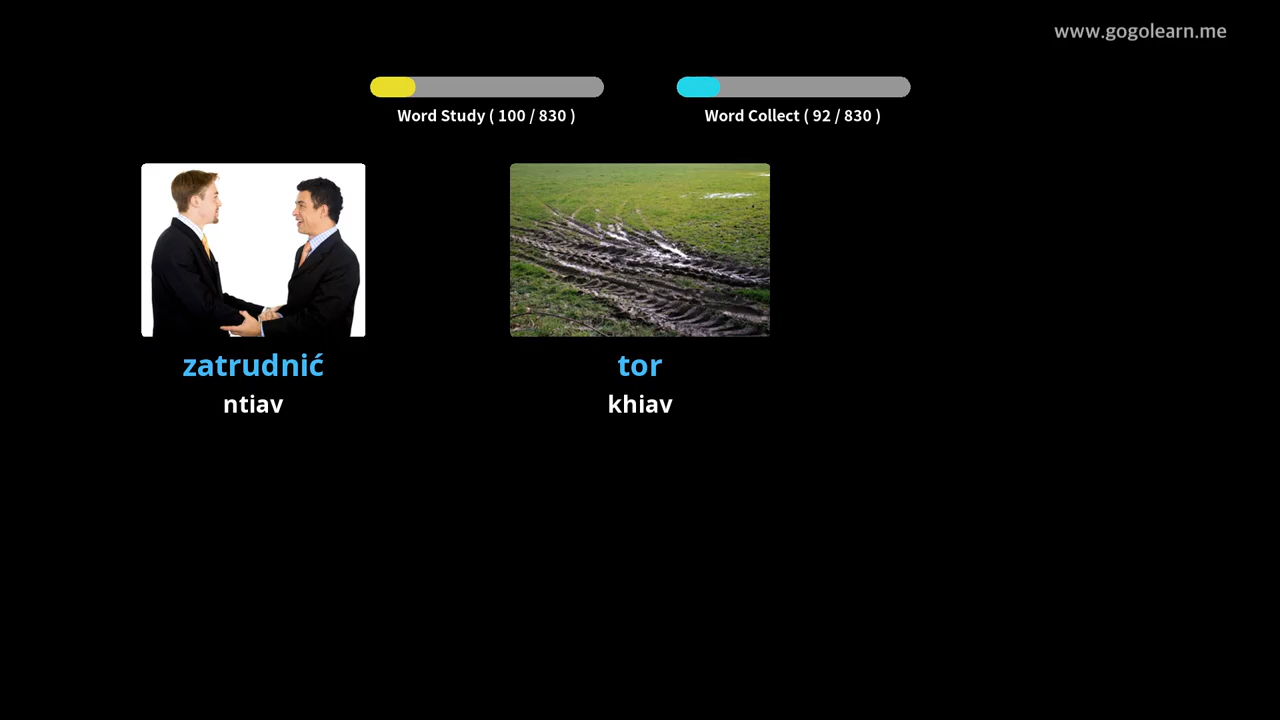 www.gogolearn.me
Word Study ( 100 / 830 )
Word Collect ( 92 / 830 )
zatrudnić
ntiav
tor
khiav